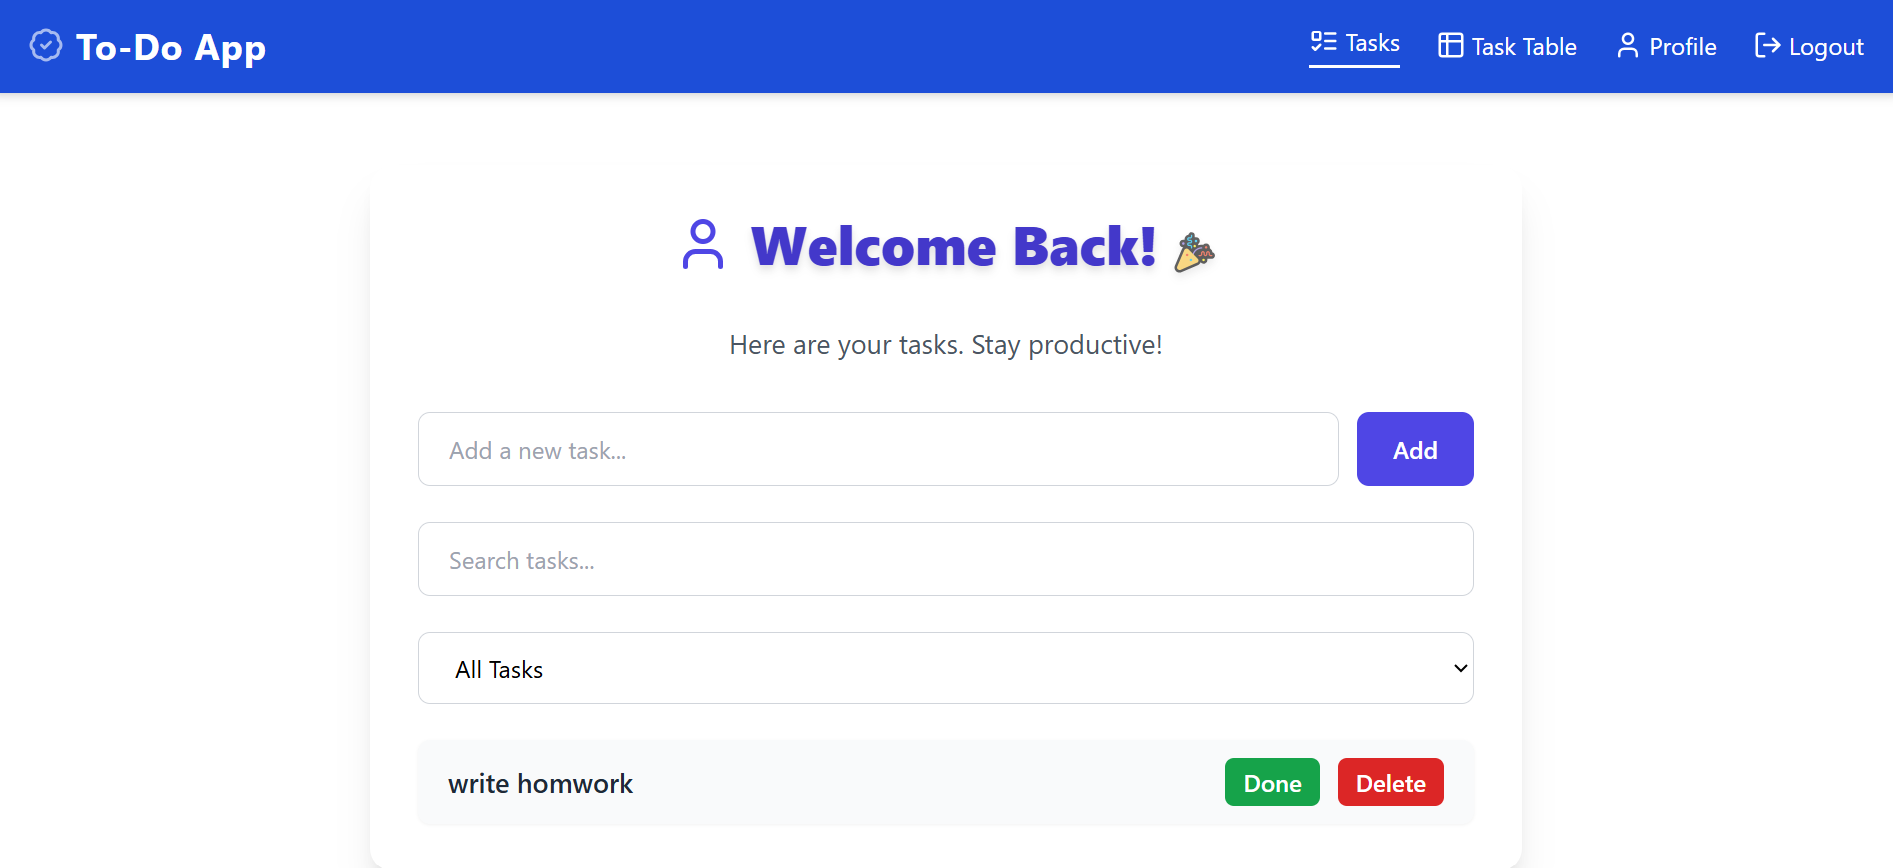 To-Do App
Tasks
Task Table
Profile
Logout
Welcome Back!
Here are your tasks. Stay productive!
Add a new task...
Add
Search tasks...
All Tasks
write homwork
Done
Delete